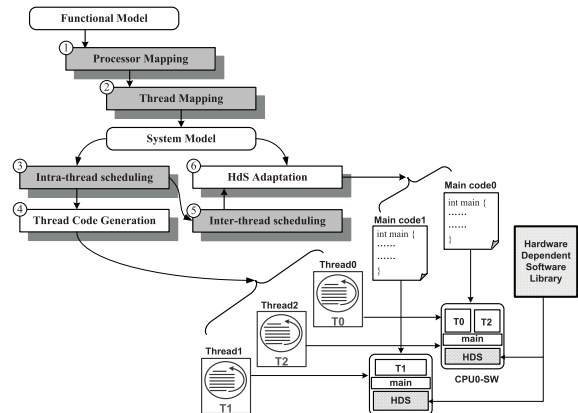 Functional Model
1
Processor Mapping
2
Thread Mapping
System Model
3
Intra-thread scheduling
6
HdS Adaptation
4
Thread Code Generation
5
Inter-thread scheduling
Main code0
int main {
......
......
}
Main code1
int main {
......
......
}
Hardware
Dependent
Software
Library
Thread0
T0
Thread2
T2
Thread1
T1
T0
T2
main
HDS
CPU0-SW
T1
main
HDS